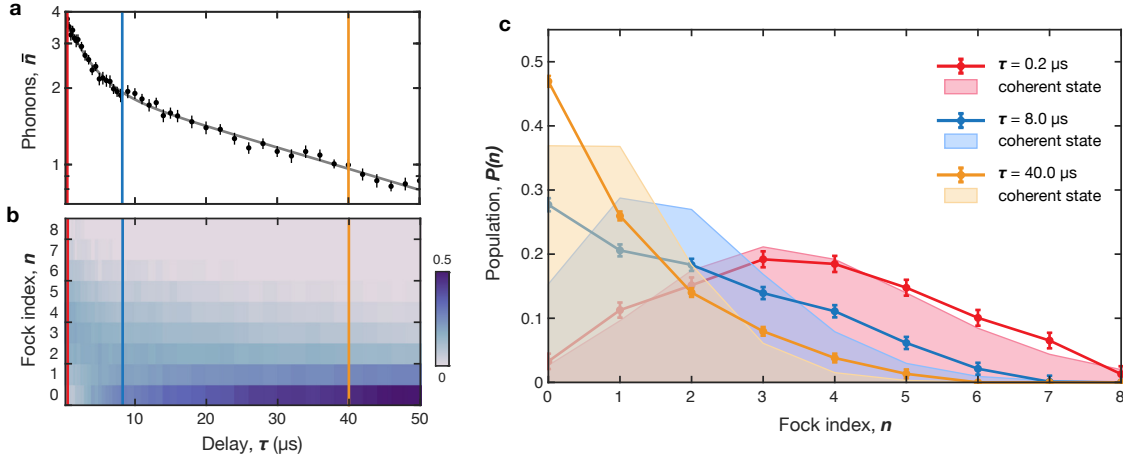 a
4
3
2
1
Phonons, n̄
b
8
7
6
5
4
3
2
1
0
Fock index, n
0 10 20 30 40 50
Delay, τ (μs)
0.5
0
c
0.5
0.4
0.3
0.2
0.1
0
Population, P(n)
0 1 2 3 4 5 6 7 8
Fock index, n
τ = 0.2 μs
coherent state
τ = 8.0 μs
coherent state
τ = 40.0 μs
coherent state